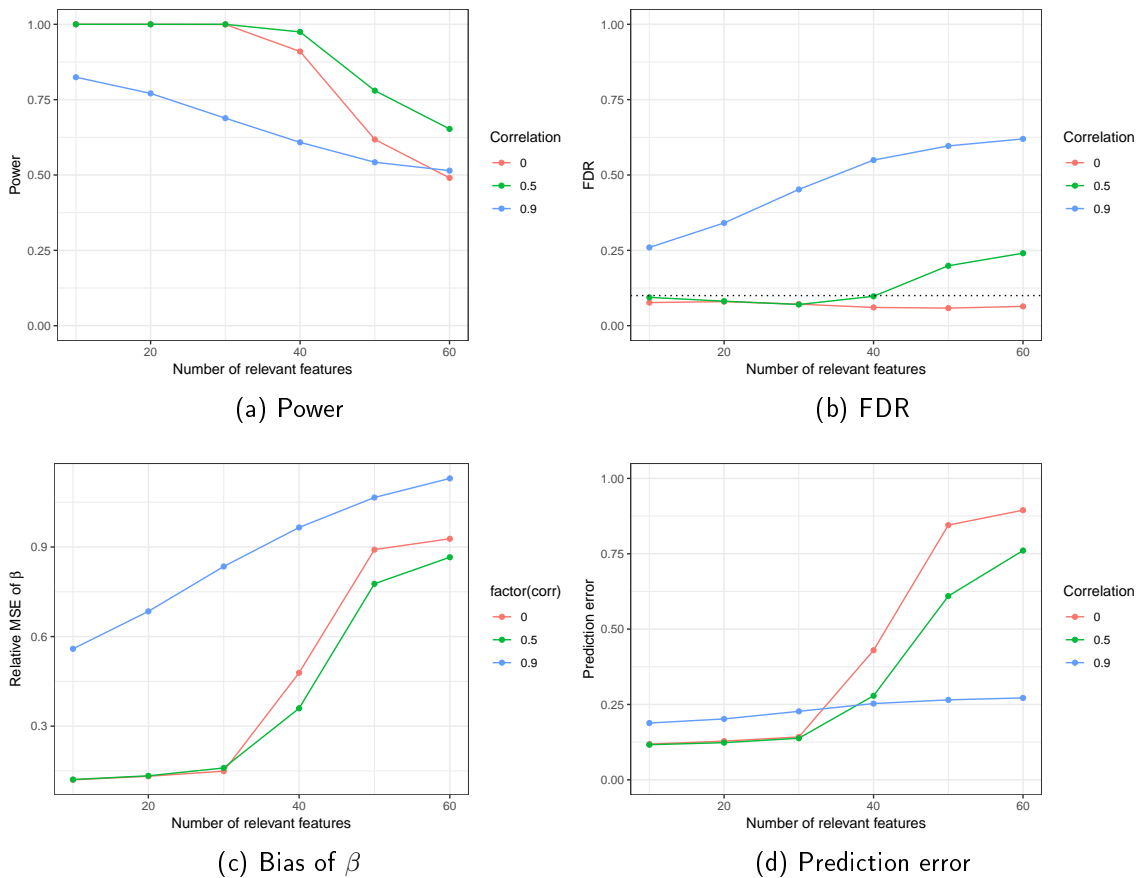 1.00
0.75
0.50
0.25
0.00
Power
20 40 60
Number of relevant features
Correlation
0
0.5
0.9
(a) Power
1.00
0.75
0.50
0.25
0.00
FDR
20 40 60
Number of relevant features
Correlation
0
0.5
0.9
(b) FDR
0.9
0.6
0.3
Relative MSE of β
20 40 60
Number of relevant features
factor(corr)
0
0.5
0.9
(c) Bias of β
1.00
0.75
0.50
0.25
0.00
Prediction error
20 40 60
Number of relevant features
Correlation
0
0.5
0.9
(d) Prediction error